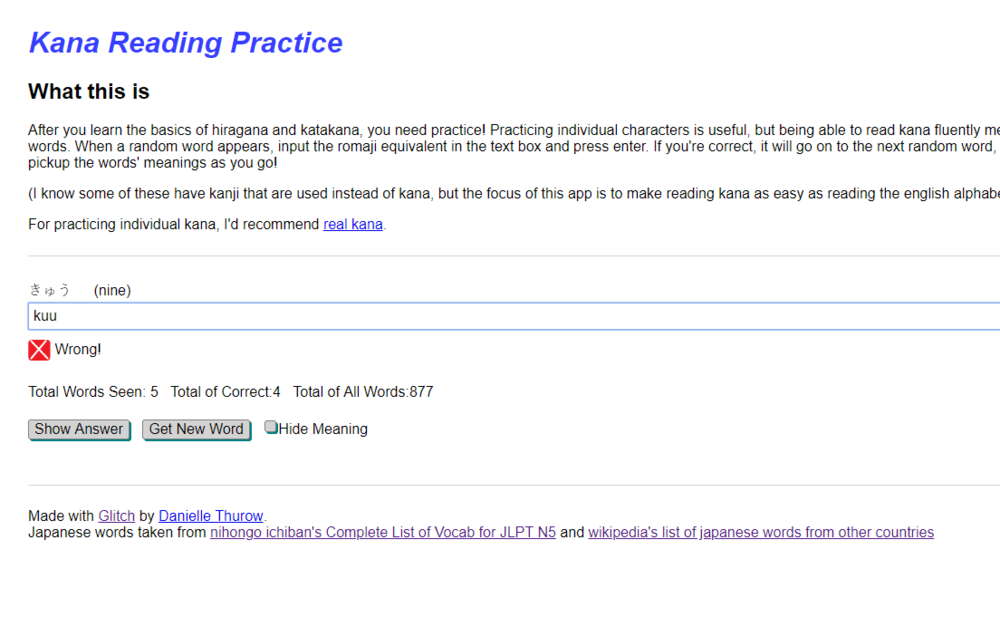 Kana Reading Practice
What this is
After you learn the basics of hiragana and katakana, you need practice! Practicing individual characters is useful, but being able to read kana fluently me
words. When a random word appears, input the romaji equivalent in the text box and press enter. If you're correct, it will go on to the next random word,
pickup the words' meanings as you go!
(I know some of these have kanji that are used instead of kana, but the focus of this app is to make reading kana as easy as reading the english alphabe
For practicing individual kana, I'd recommend real kana.
きゅう (nine)
kuu
Wrong!
Total Words Seen: 5 Total of Correct:4 Total of All Words:877
Show Answer Get New Word Hide Meaning
Made with Glitch by Danielle Thurow.
Japanese words taken from nihongo ichiban's Complete List of Vocab for JLPT N5 and wikipedia's list of japanese words from other countries